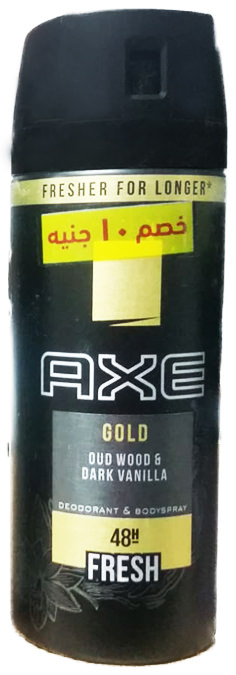 FRESHER FOR LONGER*
خصم ١٠ جنيه
AXE
GOLD
OUD WOOD &
DARK VANILLA
DEODORANT & BODYSPRAY
48H
FRESH